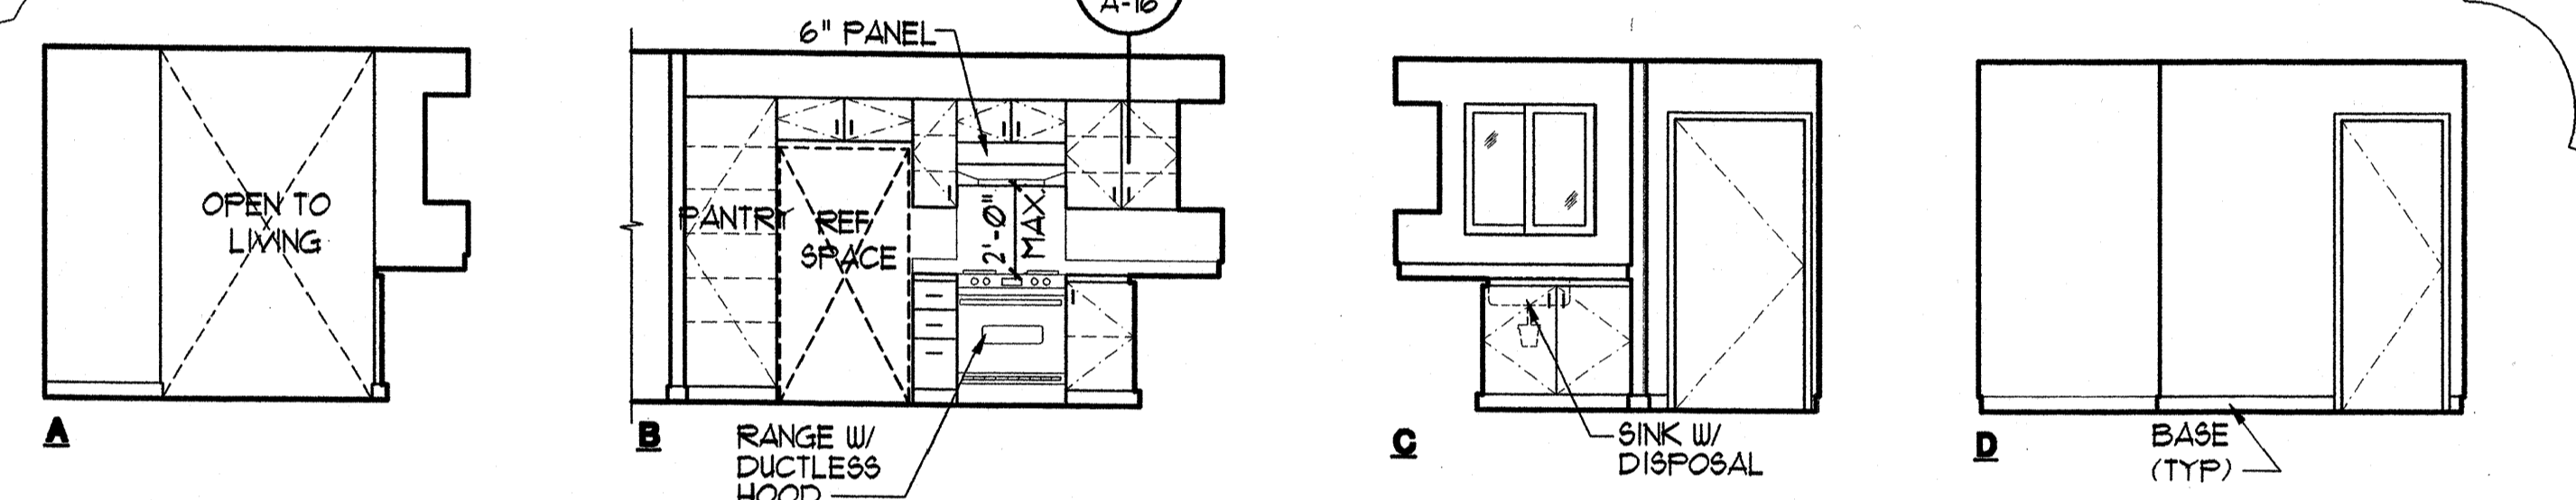 A-16
6" PANEL
OPEN TO
LIVING
PANTRY
REF
SPACE
2'-0"
MAX.
A
B
RANGE W/
DUCTLESS
HOOD
C
SINK W/
DISPOSAL
D
BASE
(TYP)